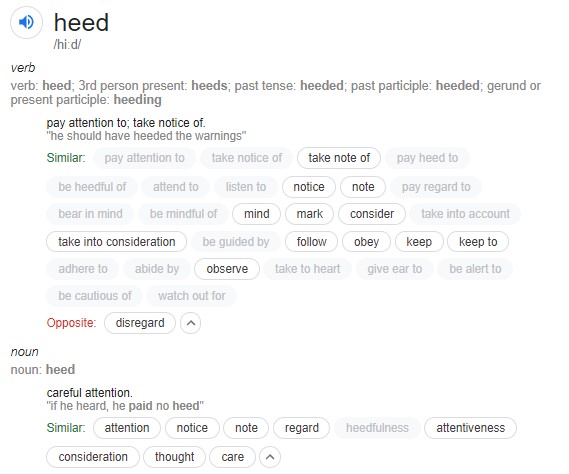 heed
/hiːd/
verb
verb: heed; 3rd person present: heeds; past tense: heeded; past participle: heeded; gerund or
present participle: heeding
pay attention to; take notice of.
"he should have heeded the warnings"
Similar: pay attention to take notice of take note of pay heed to
be heedful of attend to listen to notice note pay regard to
bear in mind be mindful of mind mark consider take into account
take into consideration be guided by follow obey keep keep to
adhere to abide by observe take to heart give ear to be alert to
be cautious of watch out for
Opposite: disregard
noun
noun: heed
careful attention.
"if he heard, he paid no heed"
Similar: attention notice note regard heedfulness attentiveness
consideration thought care